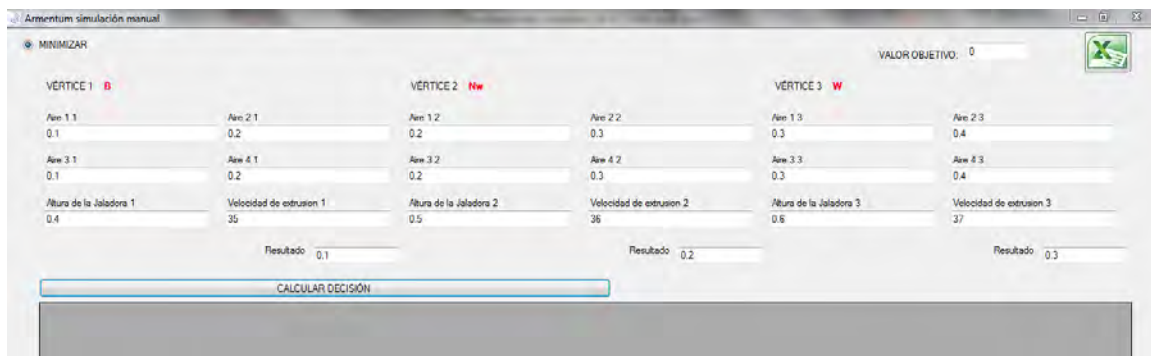 Armentum simulación manual
MINIMIZAR
VALOR OBJETIVO: 0
VÉRTICE 1 B VÉRTICE 2 Nw VÉRTICE 3 W
Aire 1 1 Aire 2 1 Aire 1 2 Aire 2 2 Aire 1 3 Aire 2 3
0.1 0.2 0.2 0.3 0.3 0.4
Aire 3 1 Aire 4 1 Aire 3 2 Aire 4 2 Aire 3 3 Aire 4 3
0.1 0.2 0.2 0.3 0.3 0.4
Altura de la Jaladora 1 Velocidad de extrusion 1 Altura de la Jaladora 2 Velocidad de extrusion 2 Altura de la Jaladora 3 Velocidad de extrusion 3
0.4 35 0.5 36 0.6 37
Resultado 0.1 Resultado 0.2 Resultado 0.3
CALCULAR DECISIÓN